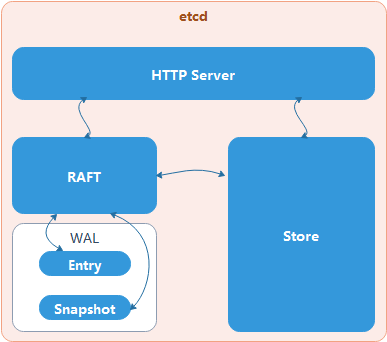 etcd
HTTP Server
RAFT
Store
WAL
Entry
Snapshot